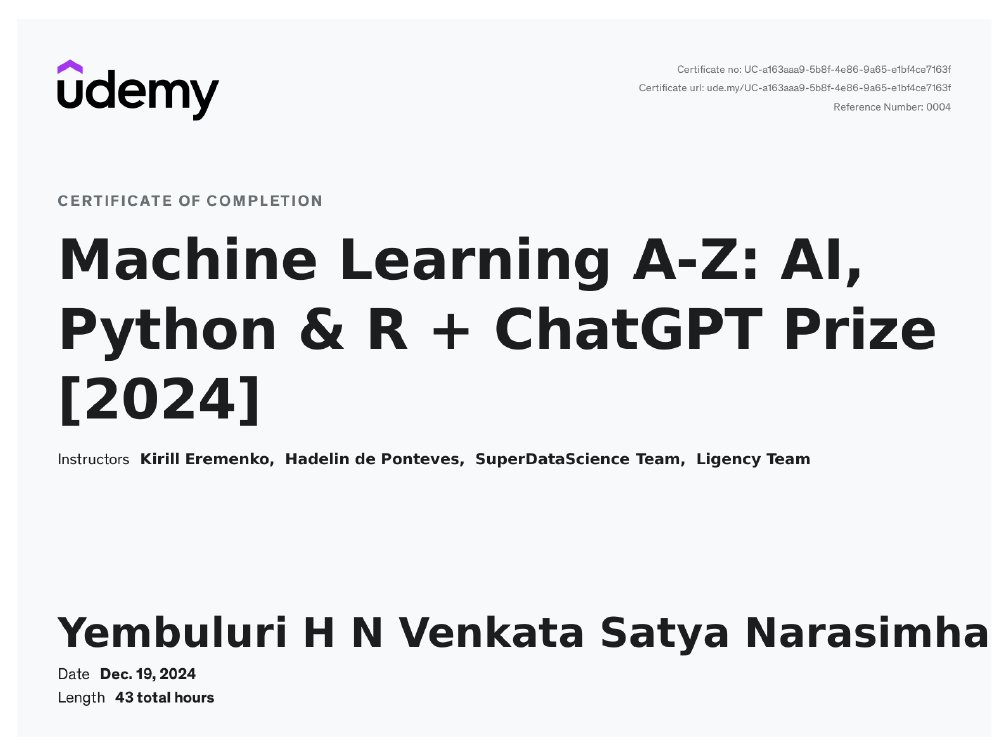 udemy
Certificate no: UC-a163aaa9-5b8f-4e86-9a65-e1bf4ce7163f
Certificate url: ude.my/UC-a163aaa9-5b8f-4e86-9a65-e1bf4ce7163f
Reference Number: 0004
CERTIFICATE OF COMPLETION
Machine Learning A-Z: AI,
Python & R + ChatGPT Prize
[2024]
Instructors Kirill Eremenko, Hadelin de Ponteves, SuperDataScience Team, Ligency Team
Yembuluri H N Venkata Satya Narasimha
Date Dec. 19, 2024
Length 43 total hours